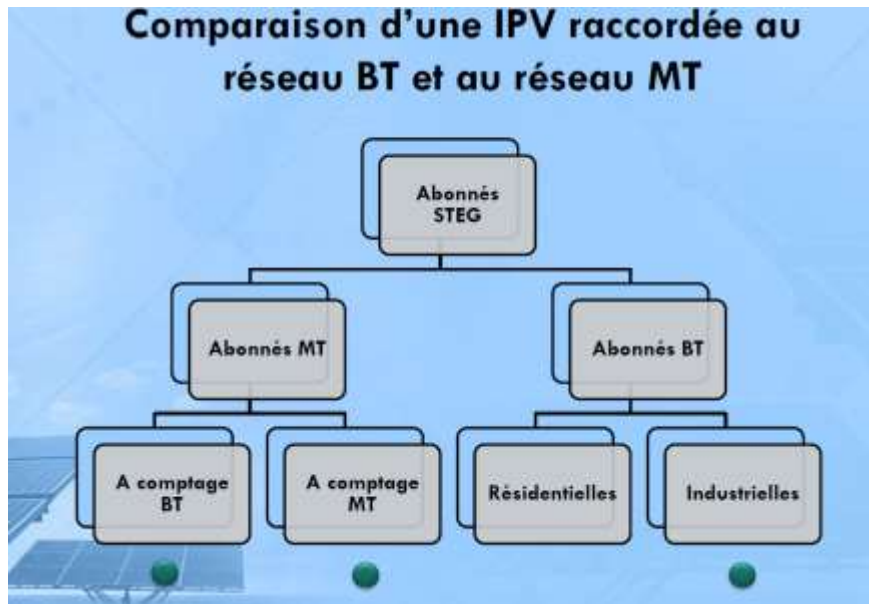 Comparaison d'une IPV raccordée au
réseau BT et au réseau MT
Abonnés
STEG
Abonnés MT
Abonnés BT
A comptage
BT
A comptage
MT
Résidentielles
Industrielles